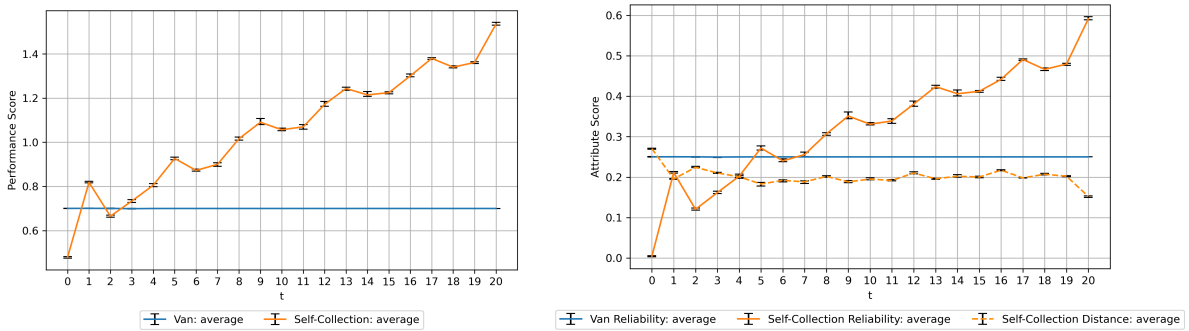 Performance Score
1.4
1.2
1.0
0.8
0.6
0 1 2 3 4 5 6 7 8 9 10 11 12 13 14 15 16 17 18 19 20
t
Van: average Self-Collection: average
Attribute Score
0.6
0.5
0.4
0.3
0.2
0.1
0.0
0 1 2 3 4 5 6 7 8 9 10 11 12 13 14 15 16 17 18 19 20
t
Van Reliability: average Self-Collection Reliability: average Self-Collection Distance: average